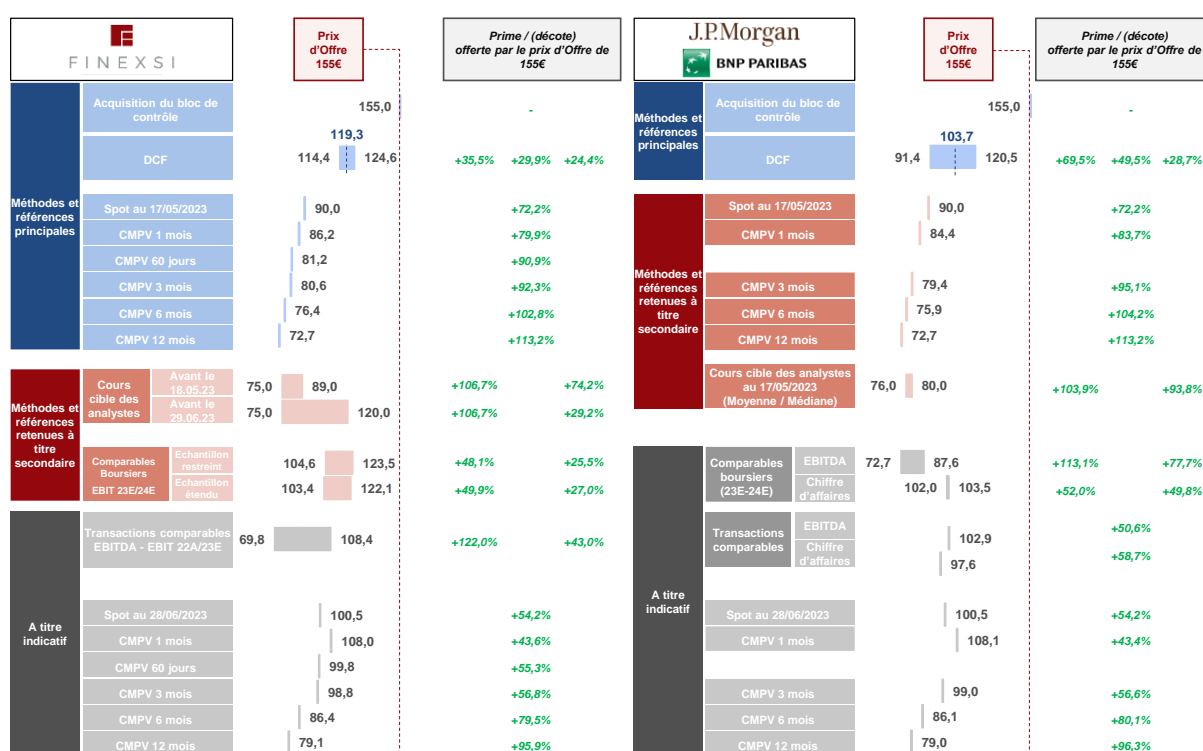 FINEXSI
Prix
d'Offre
155€
Prime / (décote)
offerte par le prix d'Offre de
155€
Méthodes et
références
principales
Acquisition du bloc de
contrôle
155,0
-
DCF
119,3
114,4
124,6
+35,5% +29,9% +24,4%
Spot au 17/05/2023
90,0
+72,2%
CMPV 1 mois
86,2
+79,9%
CMPV 60 jours
81,2
+90,9%
CMPV 3 mois
80,6
+92,3%
CMPV 6 mois
76,4
+102,8%
CMPV 12 mois
72,7
+113,2%
Méthodes et
références
retenues à
titre
secondaire
Cours
cible des
analystes
Avant le
18.05.23
75,0
89,0
+106,7% +74,2%
Avant le
29.06.23
75,0
120,0
+106,7% +29,2%
Comparables
Boursiers
EBIT 23E/24E
Echantillon
restreint
104,6
123,5
+48,1% +25,5%
Echantillon
étendu
103,4
122,1
+49,9% +27,0%
A titre
indicatif
Transactions comparables
EBITDA - EBIT 22A/23E
69,8
108,4
+122,0% +43,0%
Spot au 28/06/2023
100,5
+54,2%
CMPV 1 mois
108,0
+43,6%
CMPV 60 jours
99,8
+55,3%
CMPV 3 mois
98,8
+56,8%
CMPV 6 mois
86,4
+79,5%
CMPV 12 mois
79,1
+95,9%
J.P.Morgan
BNP PARIBAS
Prix
d'Offre
155€
Prime / (décote)
offerte par le prix d'Offre de
155€
Méthodes et
références
principales
Acquisition du bloc de
contrôle
155,0
-
DCF
103,7
91,4
120,5
+69,5% +49,5% +28,7%
Méthodes et
références
retenues à
titre
secondaire
Spot au 17/05/2023
90,0
+72,2%
CMPV 1 mois
84,4
+83,7%
CMPV 3 mois
79,4
+95,1%
CMPV 6 mois
75,9
+104,2%
CMPV 12 mois
72,7
+113,2%
Cours cible des analystes
au 17/05/2023
(Moyenne / Médiane)
76,0
80,0
+103,9% +93,8%
A titre
indicatif
Comparables
boursiers
(23E-24E)
EBITDA
72,7
87,6
+113,1% +77,7%
Chiffre
d'affaires
102,0
103,5
+52,0% +49,8%
Transactions
comparables
EBITDA
102,9
+50,6%
Chiffre
d'affaires
97,6
+58,7%
Spot au 28/06/2023
100,5
+54,2%
CMPV 1 mois
108,1
+43,4%
CMPV 3 mois
99,0
+56,6%
CMPV 6 mois
86,1
+80,1%
CMPV 12 mois
79,0
+96,3%